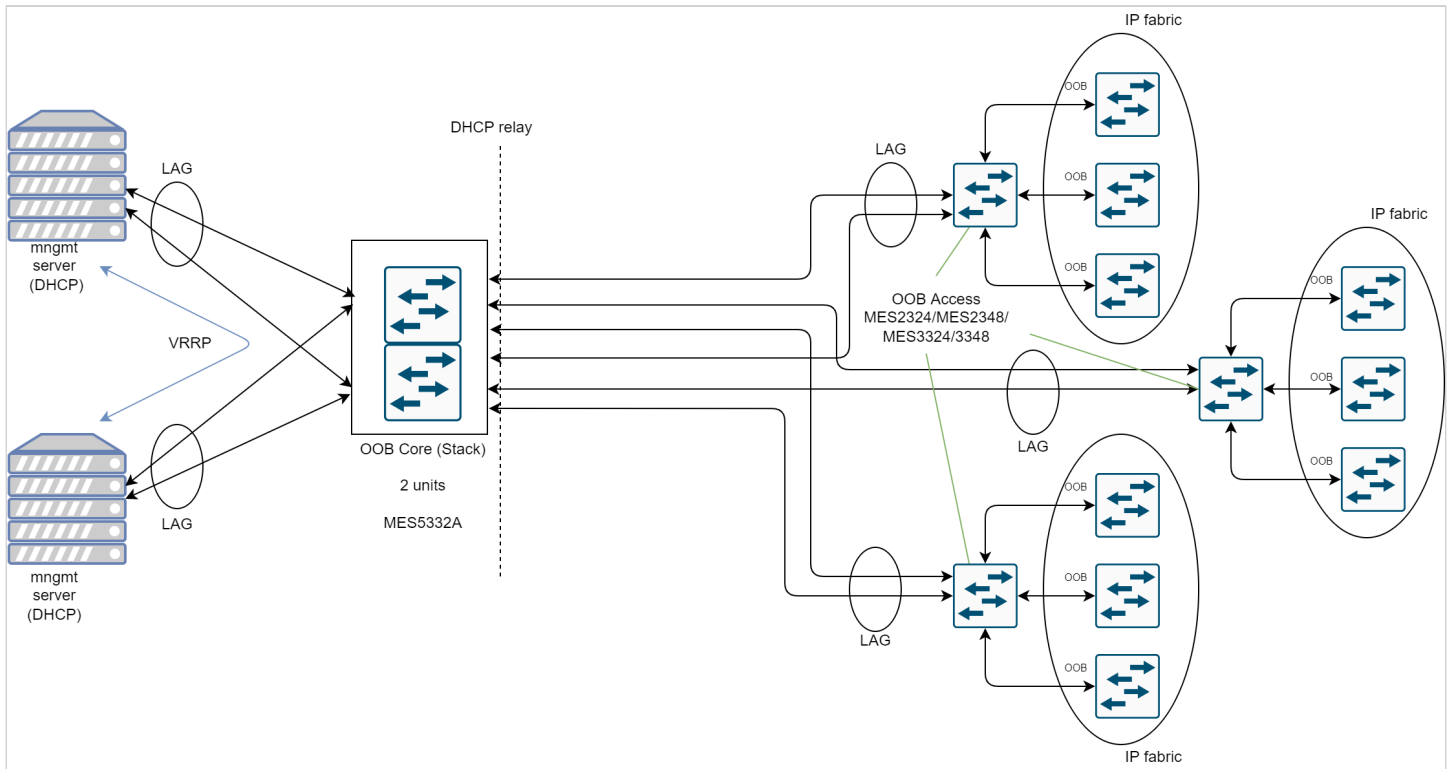 IP fabric
OOB
DHCP relay
LAG
LAG
OOB
IP fabric
mngmt
server
(DHCP)
OOB
OOB
OOB Access
MES2324/MES2348/
MES3324/3348
VRRP
OOB
LAG
LAG
OOB Core (Stack)
2 units
MES5332A
OOB
OOB
LAG
mngmt
server
(DHCP)
OOB
LAG
OOB
IP fabric